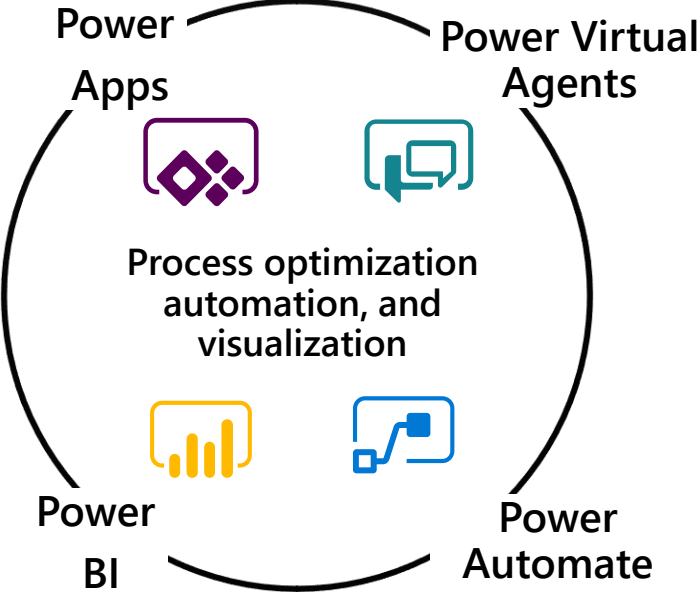 Power
Apps
Power Virtual
Agents
Process optimization
automation, and
visualization
Power
BI
Power
Automate